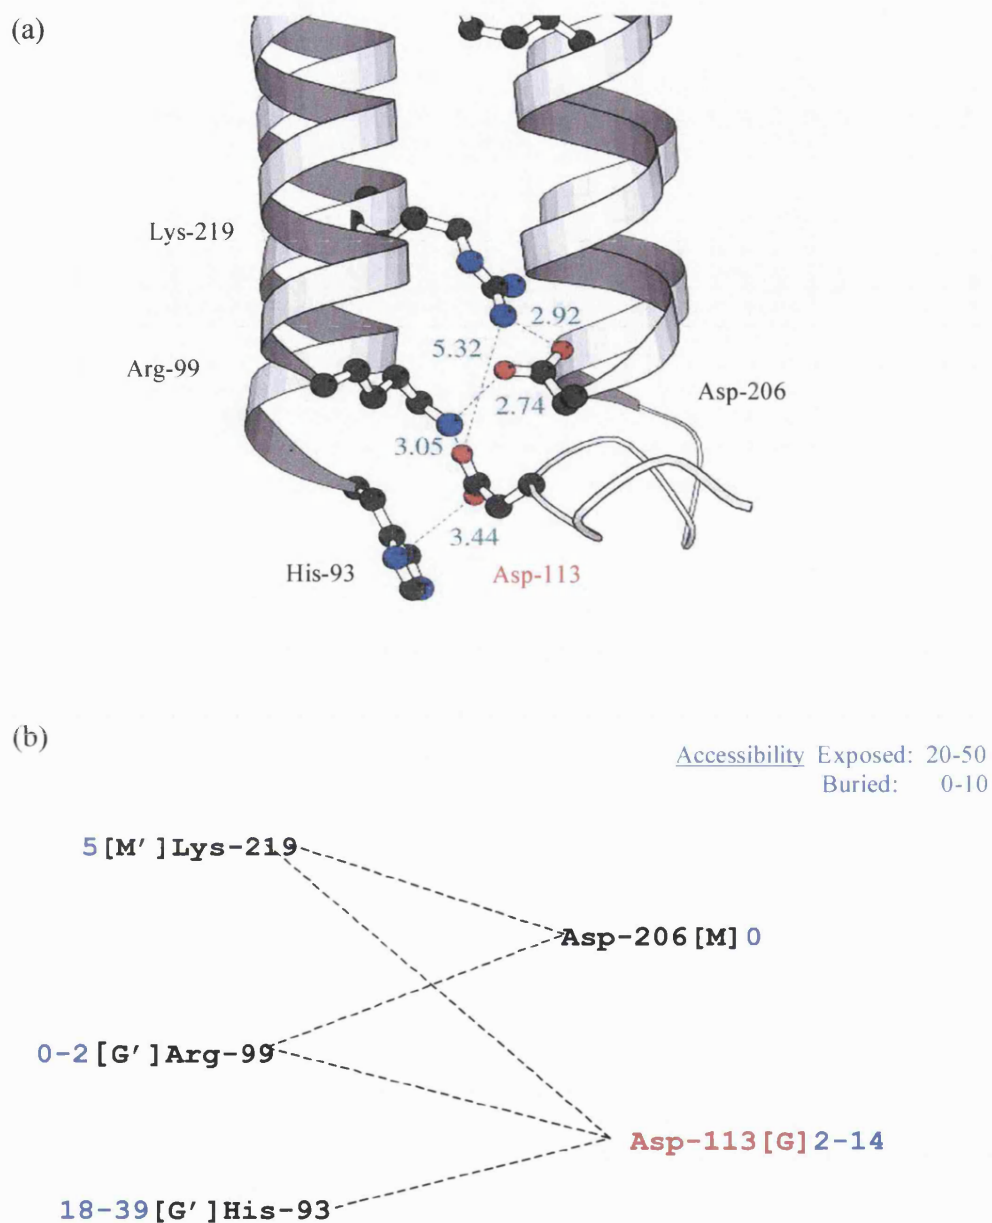 (a)
Lys-219
2.92
5.32
Arg-99
Asp-206
2.74
3.05
3.44
His-93
Asp-113
(b)
Accessibility Exposed: 20-50
Buried: 0-10
5[M′]Lys-219
Asp-206[M]0
0-2[G′]Arg-99
Asp-113[G]2-14
18-39[G′]His-93